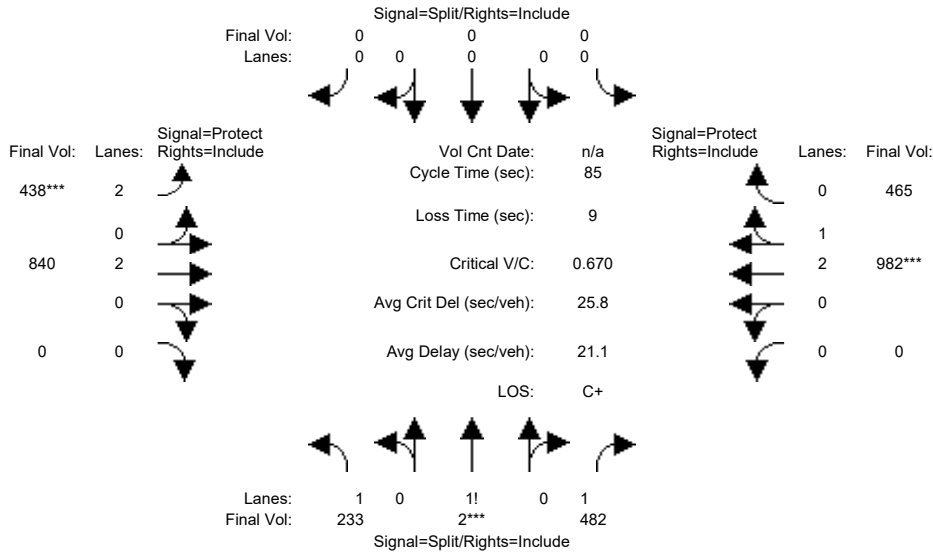 Signal=Split/Rights=Include
Final Vol: 0 0 0
Lanes: 0 0 0 0 0
Signal=Protect
Final Vol: Lanes: Rights=Include
Vol Cnt Date: n/a
Signal=Protect
Rights=Include Lanes: Final Vol:
Cycle Time (sec): 85
438*** 2
0 465
Loss Time (sec): 9
0
1
840 2
Critical V/C: 0.670
2 982***
0
Avg Crit Del (sec/veh): 25.8
0
0 0
Avg Delay (sec/veh): 21.1
0 0
LOS: C+
Lanes: 1 0 1! 0 1
Final Vol: 233 2*** 482
Signal=Split/Rights=Include